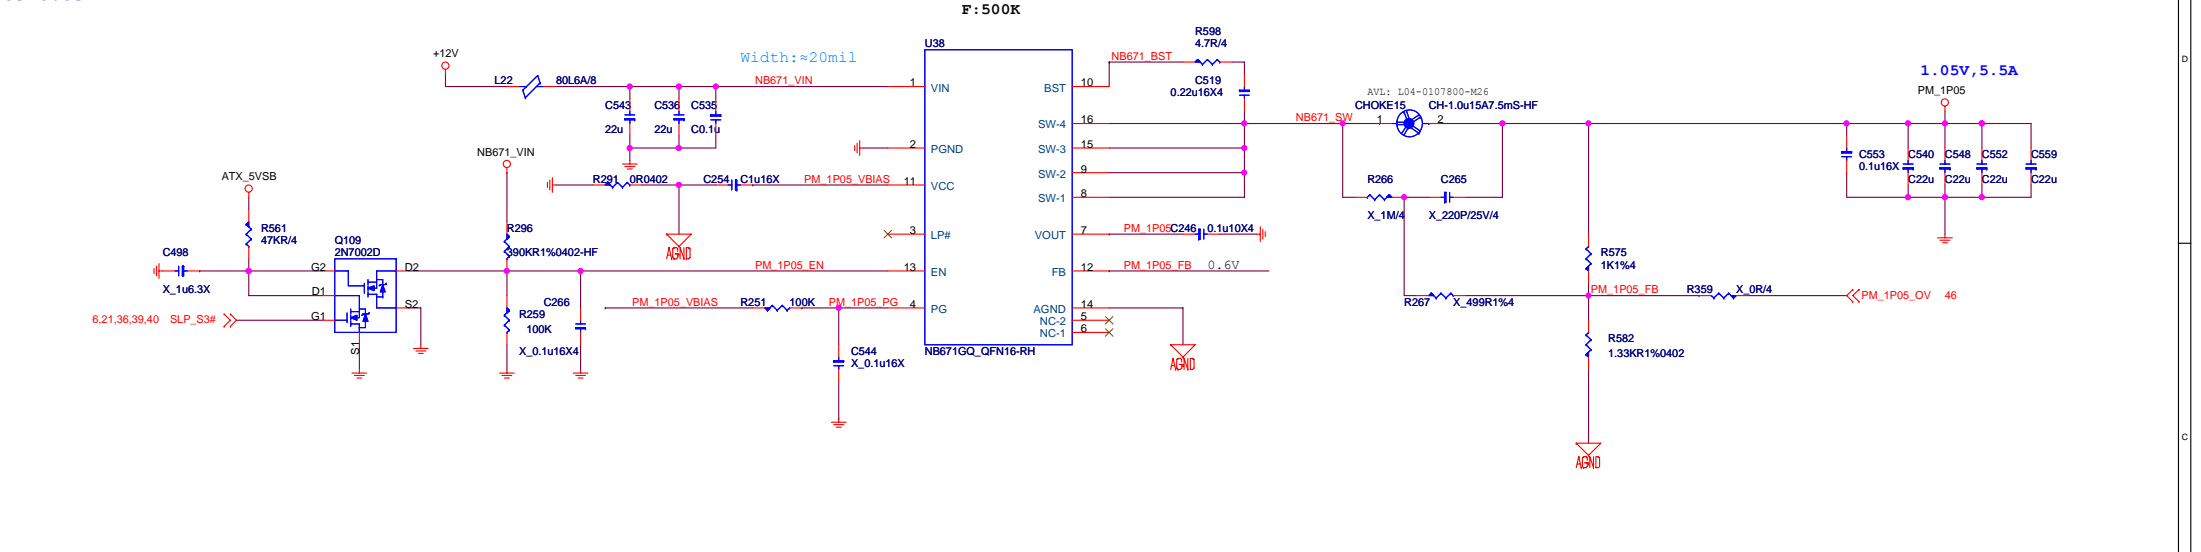 F:500K
U38
R598
4.7R/4
+12V
Width:≈20mil
NB671_BST
L22
80L6A/8
NB671_VIN
1
VIN
BST
10
C519
0.22u16X4
1.05V,5.5A
PM_1P05
D
C543
22u
C536
22u
C535
C0.1u
AVL: L04-0107800-M26
CHOKE15
CH-1.0u15A7.5mS-HF
NB671_SW
1
2
SW-4
16
2
PGND
SW-3
15
SW-2
9
SW-1
8
NB671_VIN
C553
0.1u16X
C540
C22u
C548
C22u
C552
C22u
C559
C22u
ATX_5VSB
R291
0R0402
C254
C1u16X
PM_1P05_VBIAS
11
VCC
R266
X_1M/4
C265
X_220P/25V/4
AGND
R561
47KR/4
R296
390KR1%0402-HF
3
LP#
VOUT
7
PM_1P05
C246
0.1u10X4
Q109
2N7002D
C498
X_1u6.3X
G2
D2
D1
S2
G1
S1
PM_1P05_EN
13
EN
FB
12
PM_1P05_FB
0.6V
R575
1K1%4
6,21,36,39,40
SLP_S3#
R259
100K
C266
X_0.1u16X4
PM_1P05_VBIAS
R251
100K
PM_1P05_PG
4
PG
AGND
14
NC-2
5
NC-1
6
R267
X_499R1%4
PM_1P05_FB
R359
X_0R/4
PM_1P05_OV
46
C544
X_0.1u16X
NB671GQ_QFN16-RH
AGND
R582
1.33KR1%0402
AGND
C